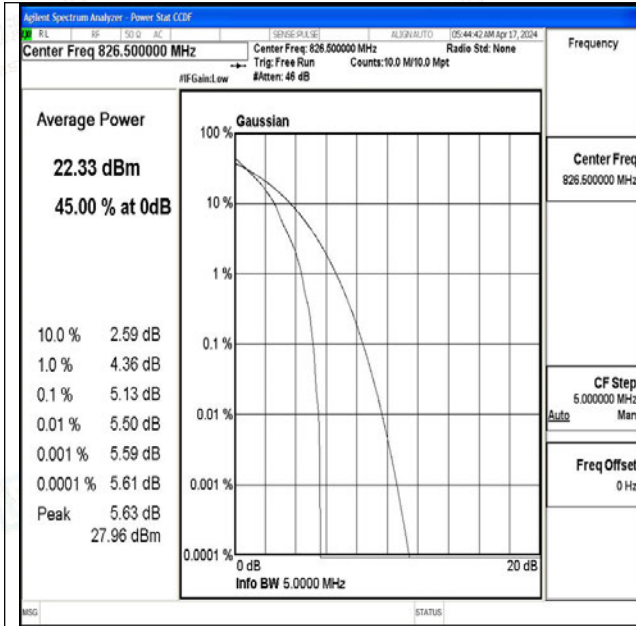 Agilent Spectrum Analyzer - Power Stat CCDF
RL RF 50 Ω AC SENSE:PULSE ALIGNAUTO 05:44:42 AM Apr 17, 2024
Center Freq 826.500000 MHz
Center Freq: 826.500000 MHz Radio Std: None
Trig: Free Run Counts:10.0 M/10.0 Mpt
#IFGain:Low #Atten: 46 dB
Frequency
Average Power
22.33 dBm
45.00 % at 0dB
10.0 % 2.59 dB
1.0 % 4.36 dB
0.1 % 5.13 dB
0.01 % 5.50 dB
0.001 % 5.59 dB
0.0001 % 5.61 dB
Peak 5.63 dB
27.96 dBm
Gaussian
100 %
10 %
1 %
0.1 %
0.01 %
0.001 %
0.0001 %
0 dB 20 dB
Info BW 5.0000 MHz
Center Freq
826.500000 MHz
CF Step
5.000000 MHz
Auto Man
Freq Offset
0 Hz
MSG STATUS